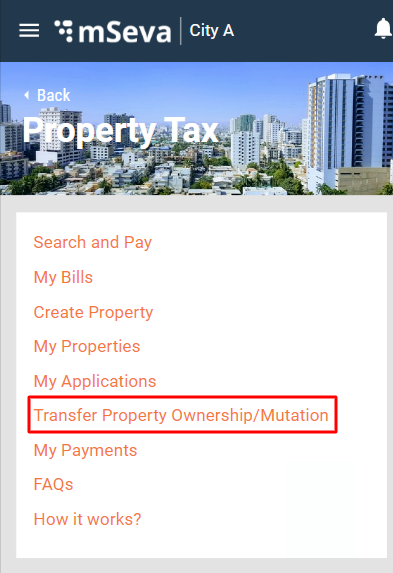 mSeva City A
Back
Property Tax
Search and Pay
My Bills
Create Property
My Properties
My Applications
Transfer Property Ownership/Mutation
My Payments
FAQs
How it works?